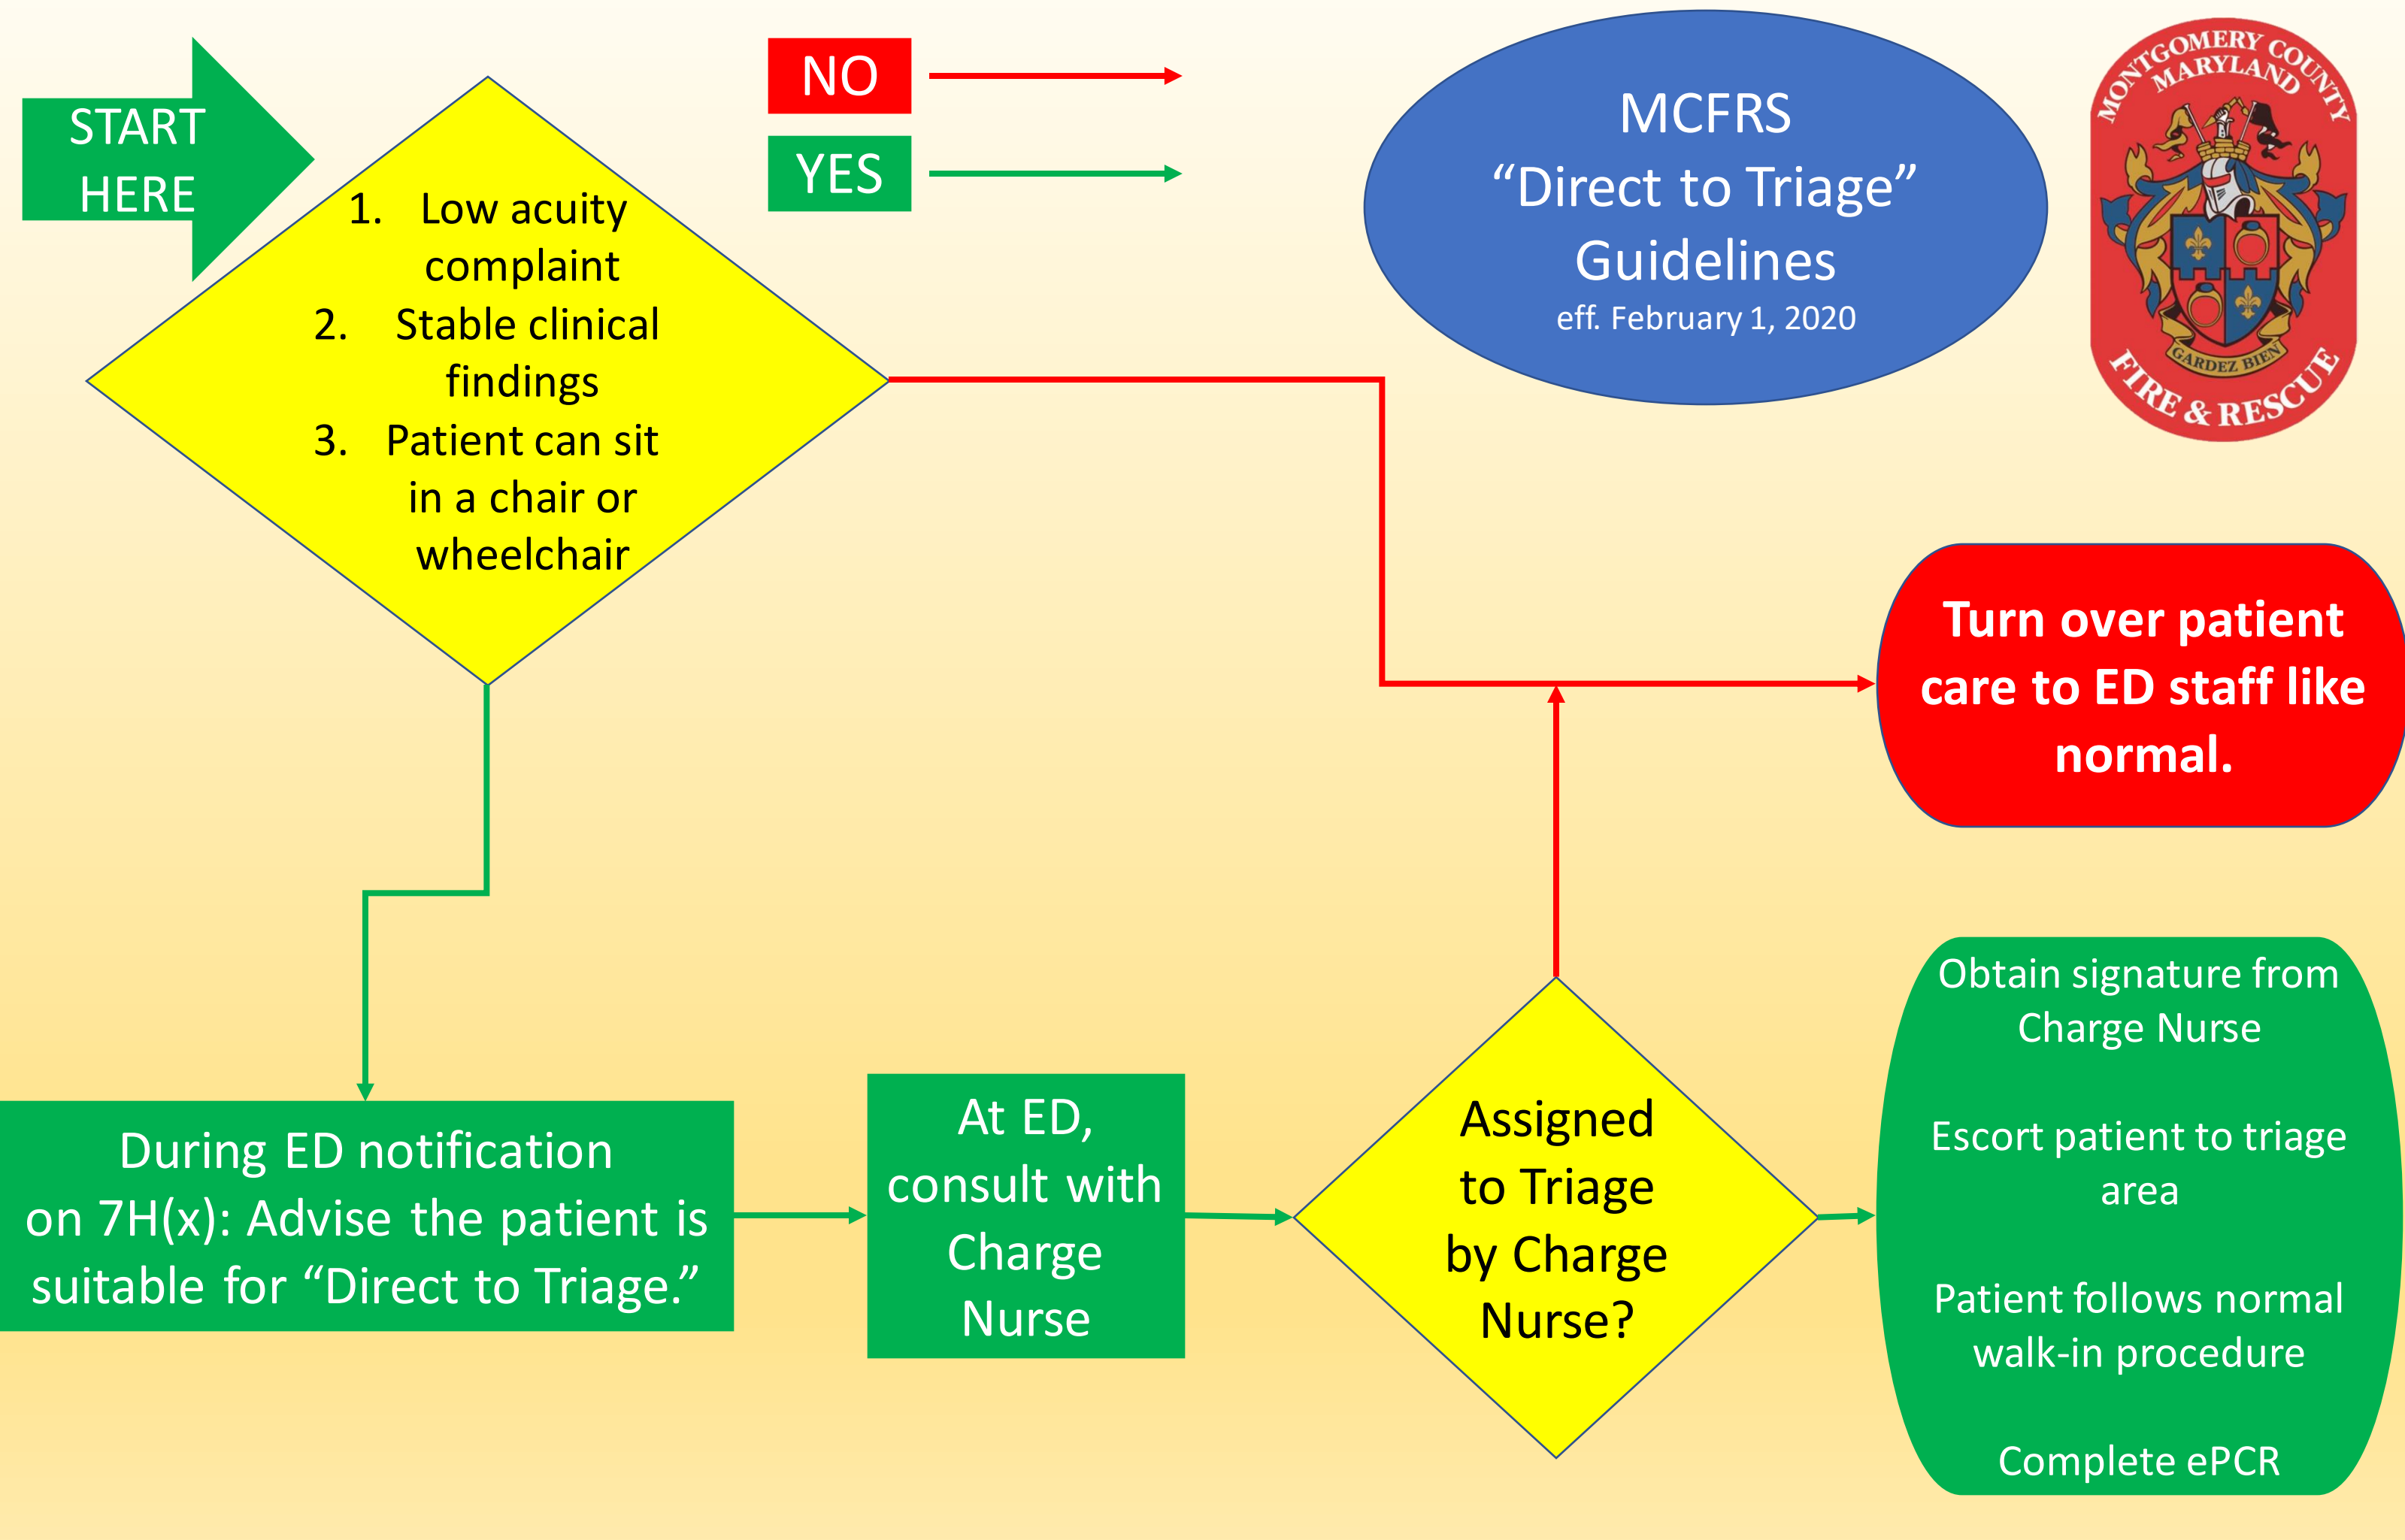 START
HERE
1. Low acuity
complaint
2. Stable clinical
findings
3. Patient can sit
in a chair or
wheelchair
NO
YES
MCFRS
“Direct to Triage”
Guidelines
eff. February 1, 2020
MONTGOMERY COUNTY
MARYLAND
GARDEZ BIEN
FIRE & RESCUE
Turn over patient
care to ED staff like
normal.
During ED notification
on 7H(x): Advise the patient is
suitable for “Direct to Triage.”
At ED,
consult with
Charge
Nurse
Assigned
to Triage
by Charge
Nurse?
Obtain signature from
Charge Nurse
Escort patient to triage
area
Patient follows normal
walk-in procedure
Complete ePCR